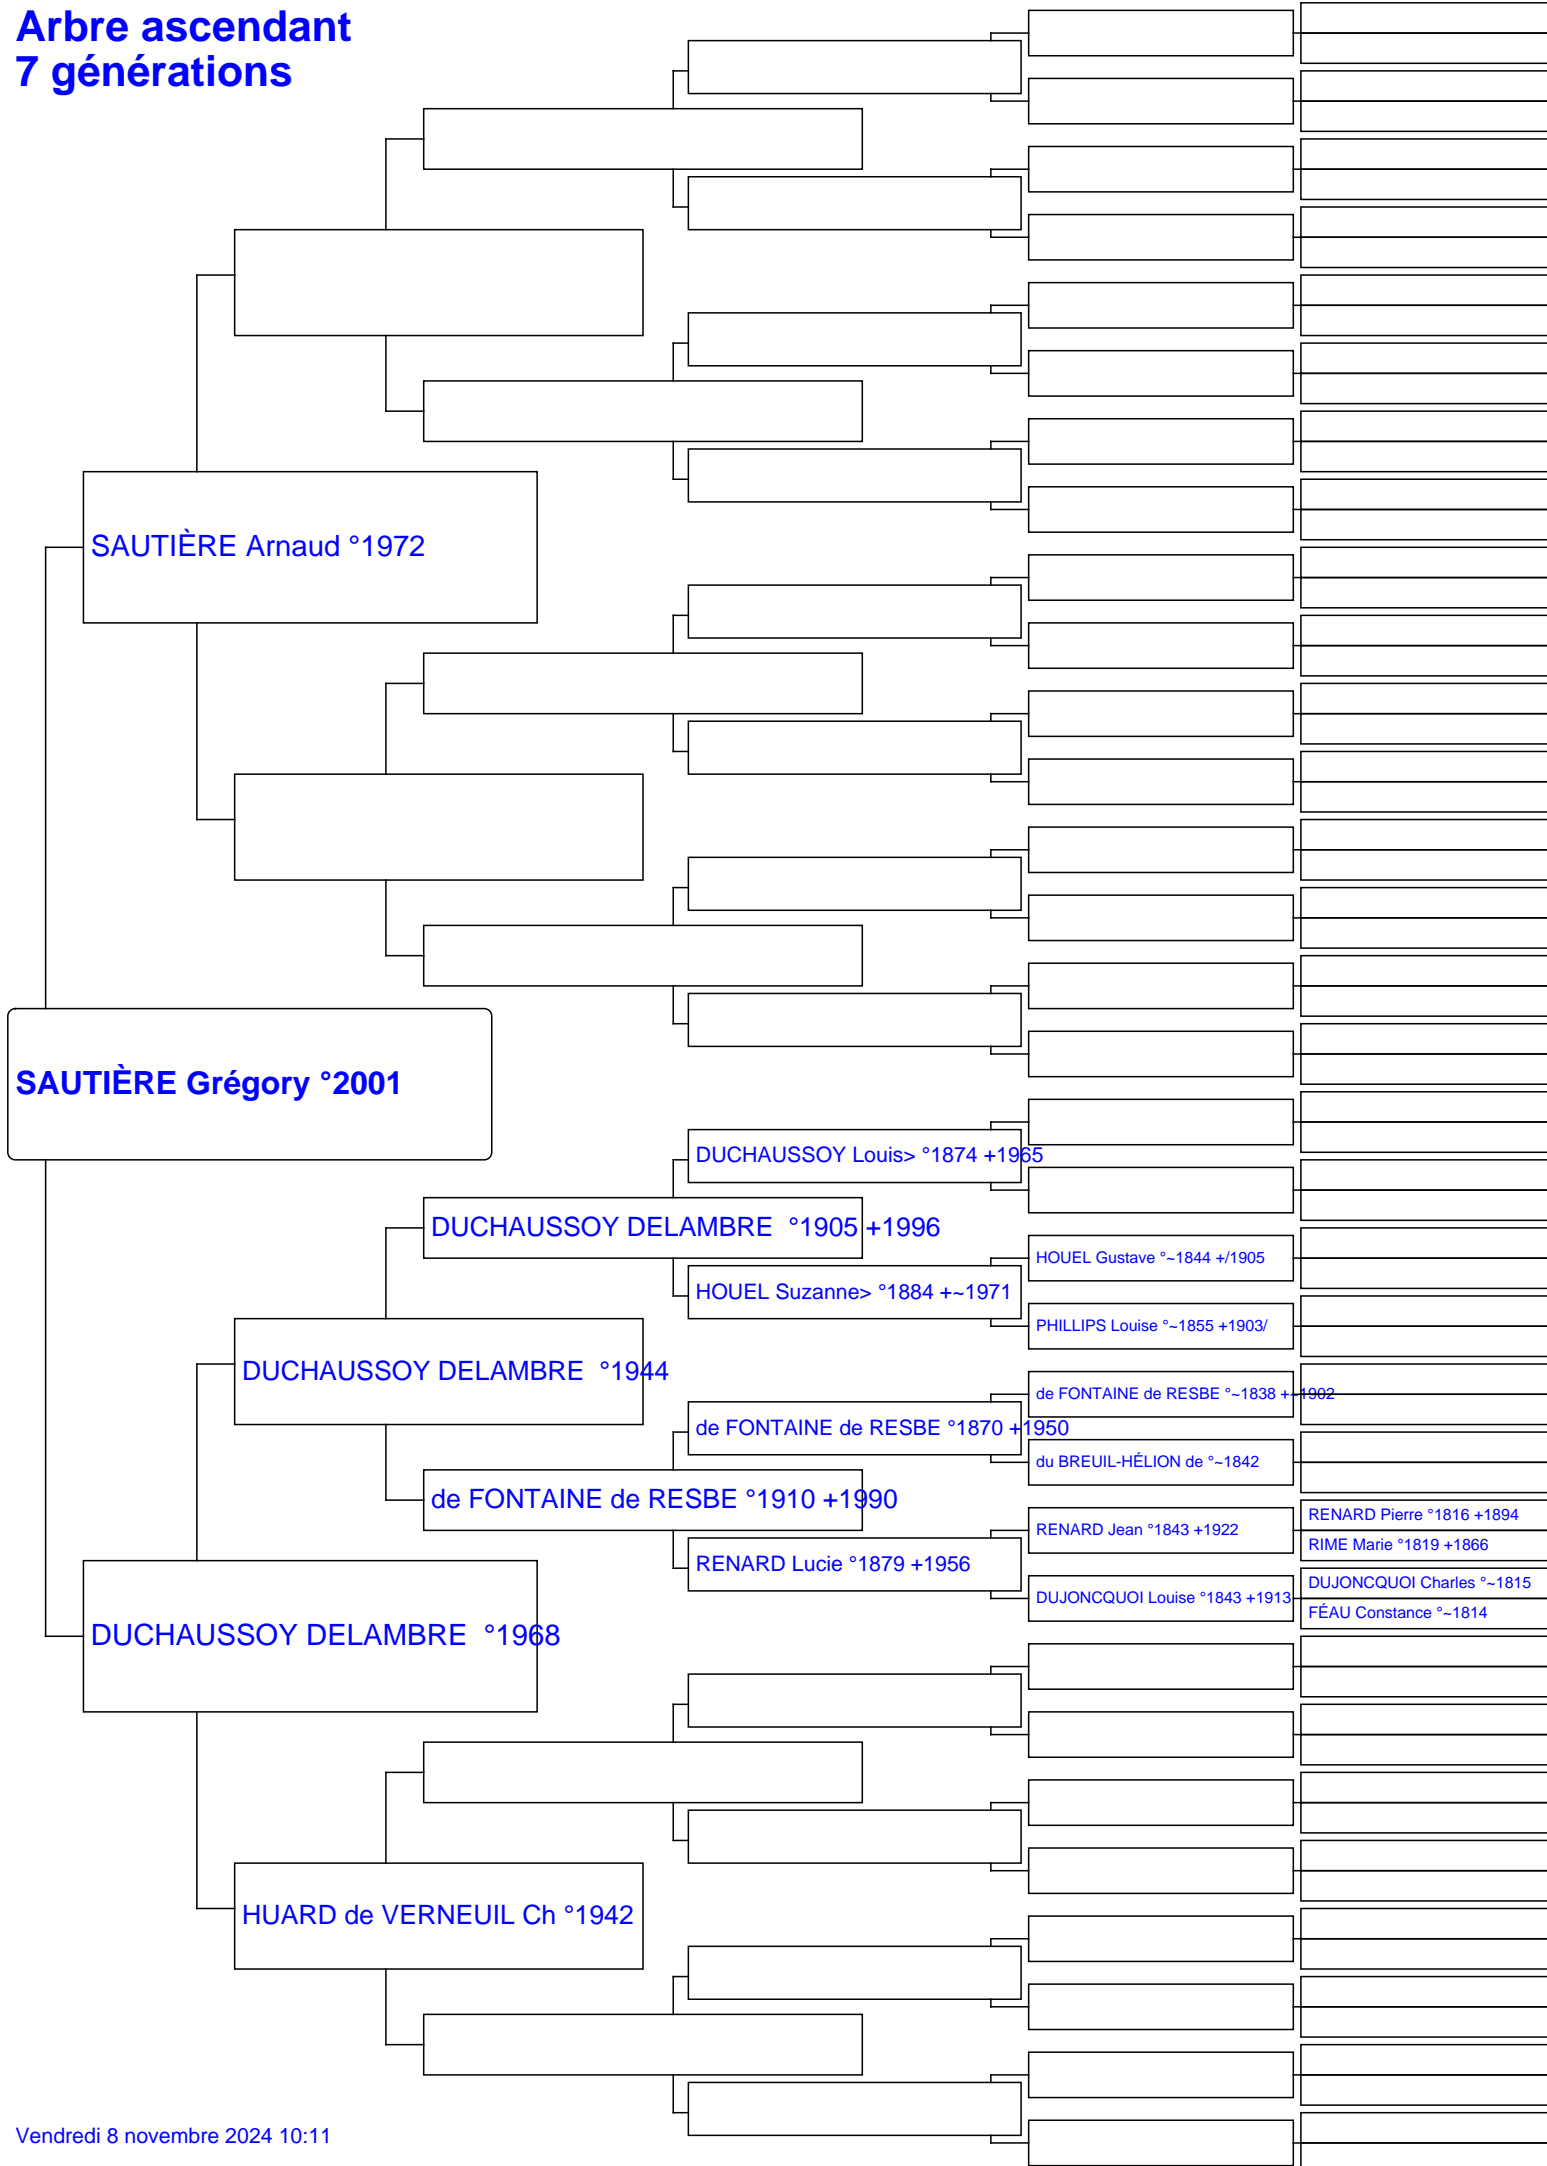 Arbre ascendant
7 générations
SAUTIÈRE Arnaud °1972
SAUTIÈRE Grégory °2001
DUCHAUSSOY Louis> °1874 +1965
DUCHAUSSOY DELAMBRE  °1905 +1996
HOUEL Gustave °~1844 +/1905
HOUEL Suzanne> °1884 +~1971
PHILLIPS Louise °~1855 +1903/
DUCHAUSSOY DELAMBRE  °1944
de FONTAINE de RESBE °~1838 +~1902
de FONTAINE de RESBE °1870 +1950
du BREUIL-HÉLION de °~1842
de FONTAINE de RESBE °1910 +1990
RENARD Pierre °1816 +1894
RENARD Jean °1843 +1922
RIME Marie °1819 +1866
RENARD Lucie °1879 +1956
DUJONCQUOI Charles °~1815
DUJONCQUOI Louise °1843 +1913
FÉAU Constance °~1814
DUCHAUSSOY DELAMBRE  °1968
HUARD de VERNEUIL Ch °1942
Vendredi 8 novembre 2024 10:11